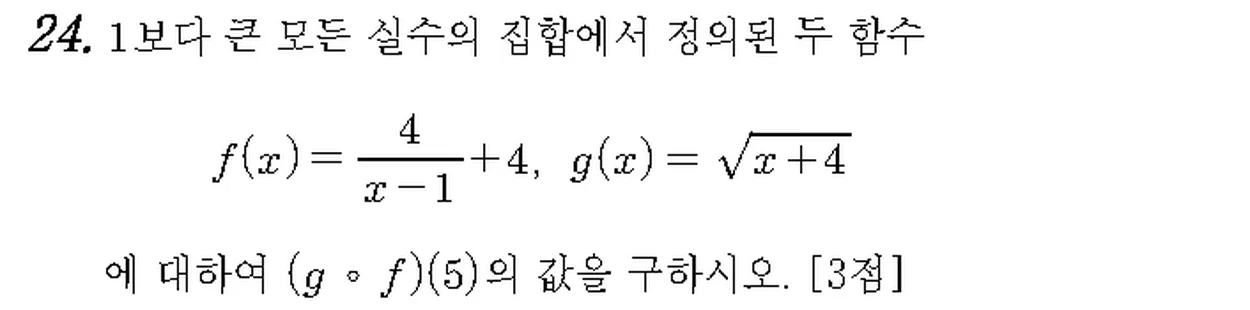 24. 1보다 큰 모든 실수의 집합에서 정의된 두 함수
f(x) = 4/(x-1) + 4, g(x) = √(x+4)
에 대하여 (g∘f)(5)의 값을 구하시오. [3점]